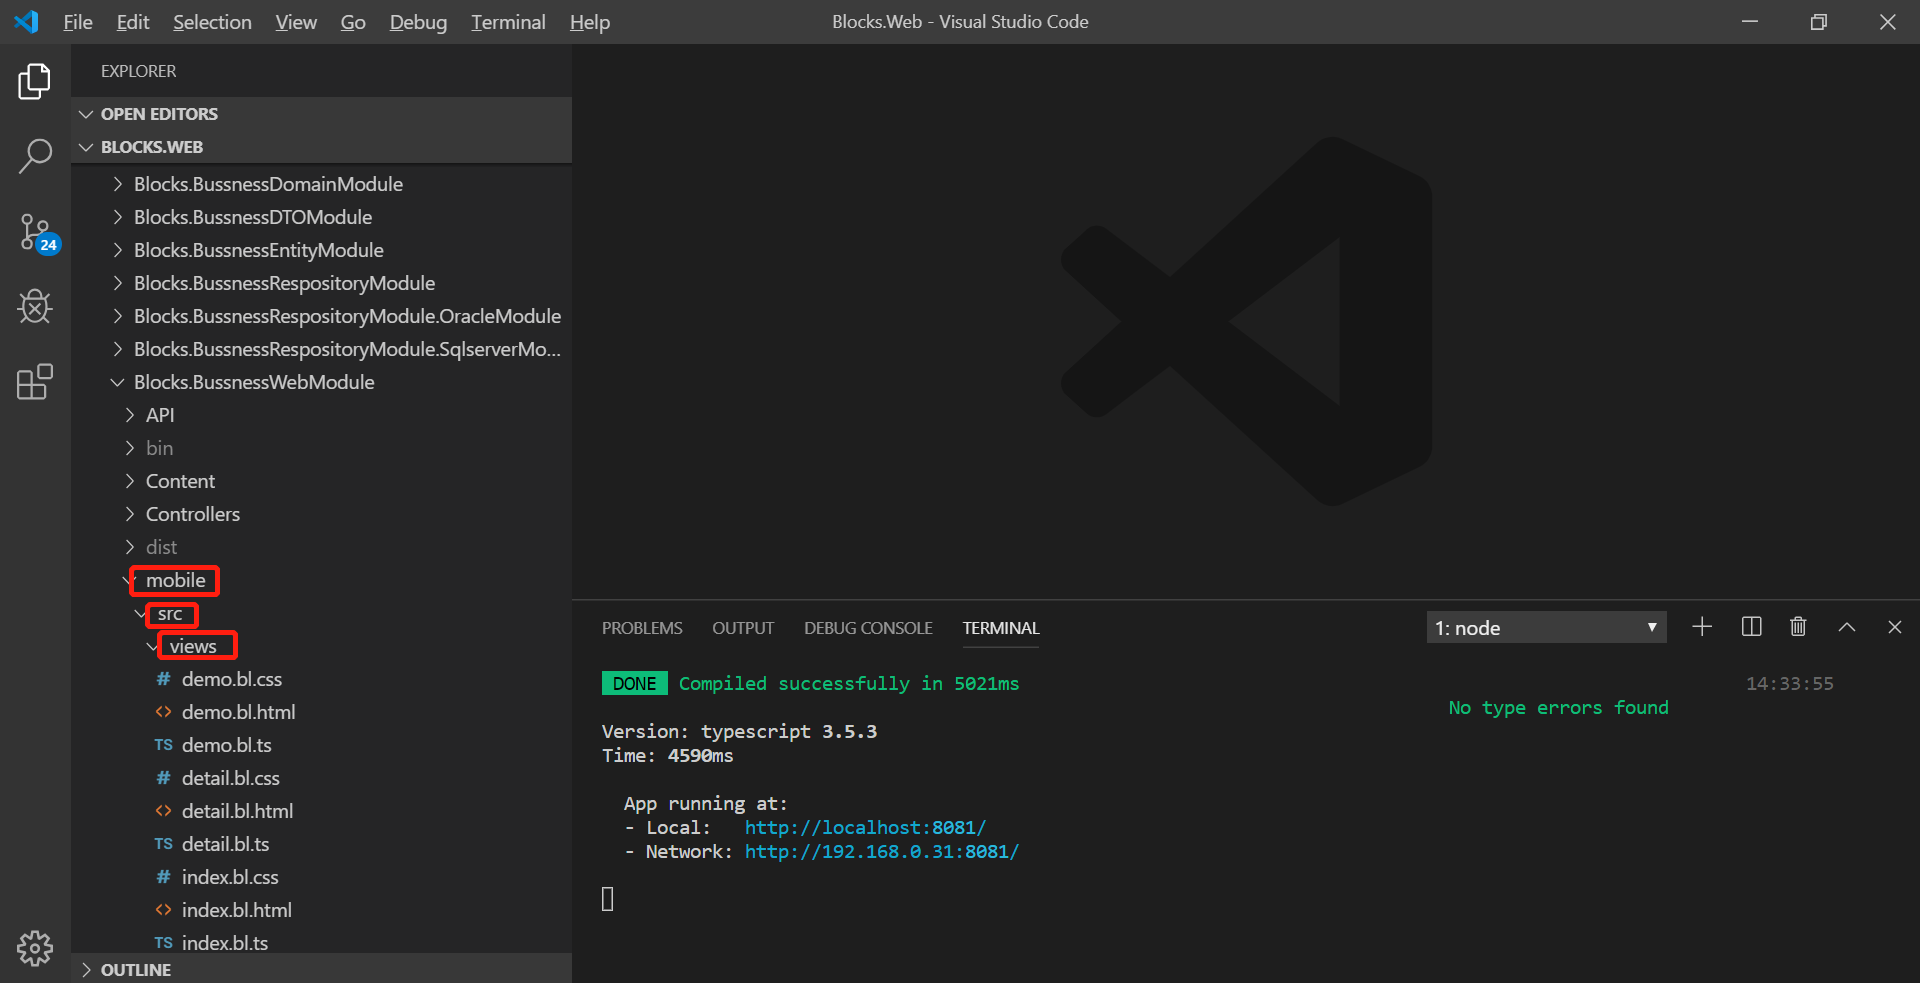 File Edit Selection View Go Debug Terminal Help
Blocks.Web - Visual Studio Code
EXPLORER
OPEN EDITORS
BLOCKS.WEB
Blocks.BussnessDomainModule
Blocks.BussnessDTOModule
24
Blocks.BussnessEntityModule
Blocks.BussnessRespositoryModule
Blocks.BussnessRespositoryModule.OracleModule
Blocks.BussnessRespositoryModule.SqlserverMo...
Blocks.BussnessWebModule
API
bin
Content
Controllers
dist
mobile
src
views
# demo.bl.css
<> demo.bl.html
TS demo.bl.ts
# detail.bl.css
<> detail.bl.html
TS detail.bl.ts
# index.bl.css
<> index.bl.html
TS index.bl.ts
OUTLINE
PROBLEMS OUTPUT DEBUG CONSOLE TERMINAL
1: node
DONE Compiled successfully in 5021ms
14:33:55
No type errors found
Version: typescript 3.5.3
Time: 4590ms
App running at:
- Local: http://localhost:8081/
- Network: http://192.168.0.31:8081/